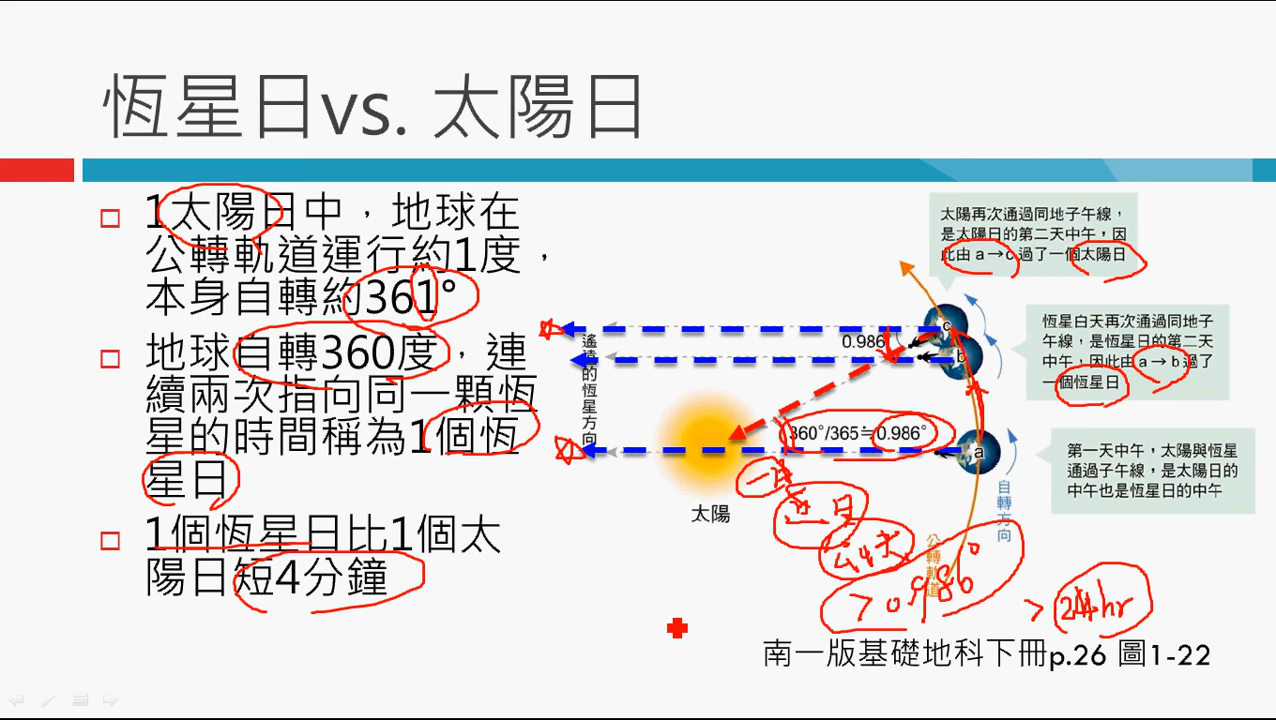 恆星日vs. 太陽日
1太陽日中，地球在
公轉軌道運行約1度，
本身自轉約361°
地球自轉360度，連
續兩次指向同一顆恆
星的時間稱為1個恆
星日
1個恆星日比1個太
陽日短4分鐘
太陽再次通過同地子午線，
是太陽日的第二天中午，因
此由 a→c 過了一個太陽日
恆星白天再次通過同地子
午線，是恆星日的第二天
中午，因此由 a→b 過了
一個恆星日
第一天中午，太陽與恆星
通過子午線，是太陽日的
中午也是恆星日的中午
遙遠的恆星方向
0.986
c
b
a
360°/365≒0.986°
太陽
自轉方向
公轉軌道
一月
> 0.986°
> 24hr
南一版基礎地科下冊p.26 圖1-22